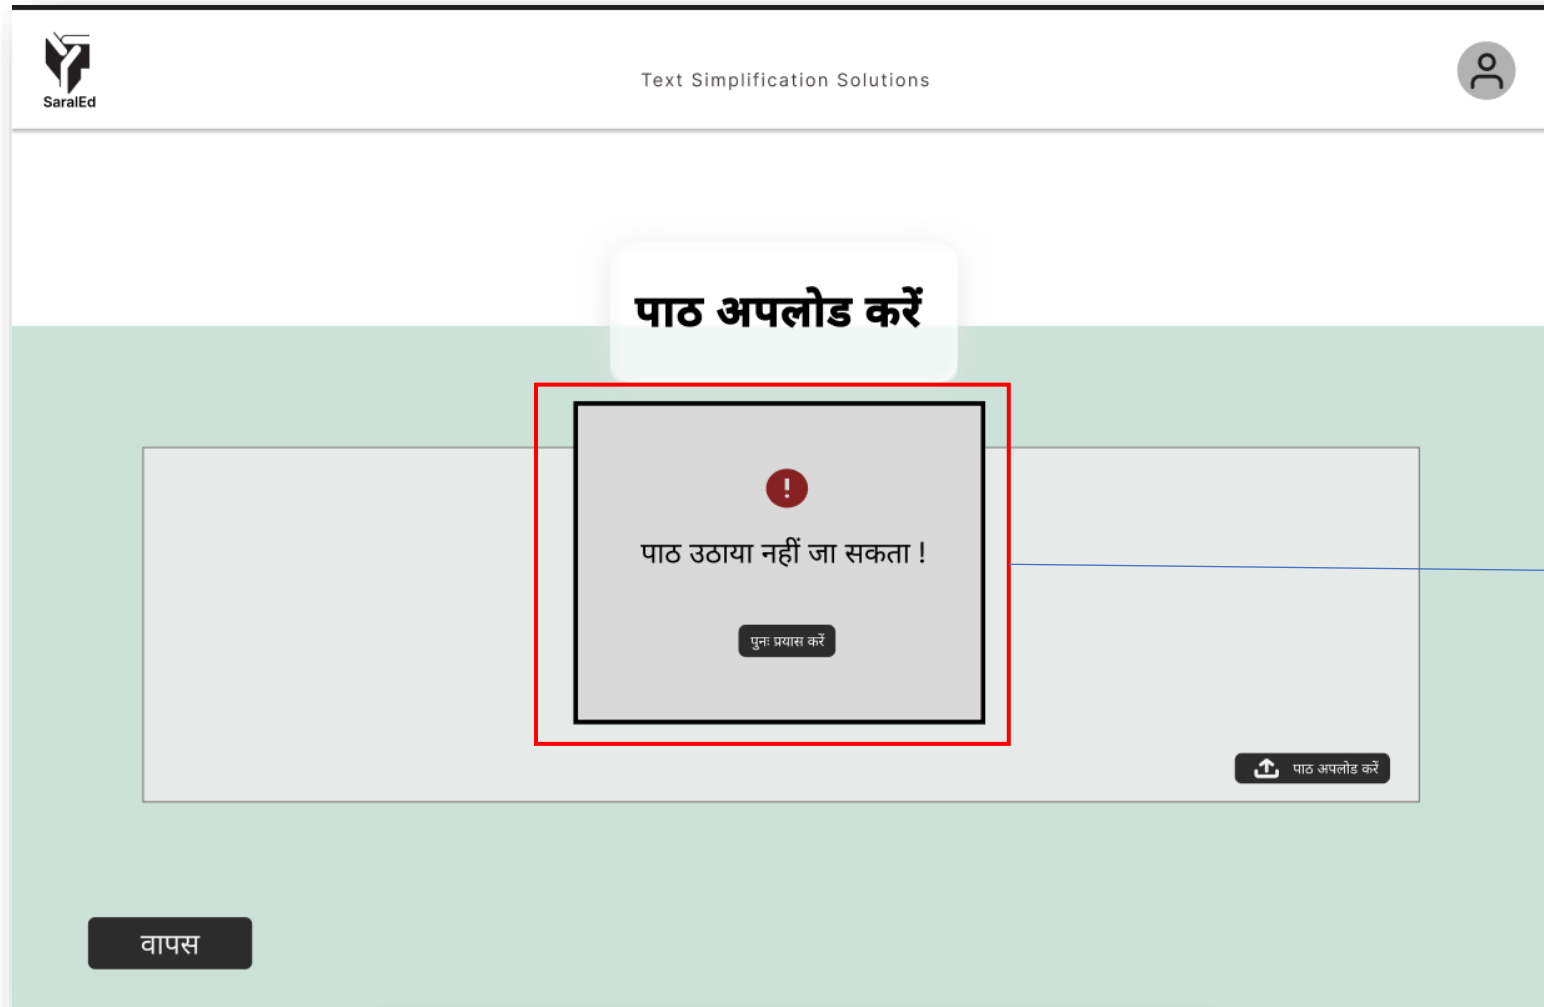 SaralEd
Text Simplification Solutions
पाठ अपलोड करें
!
पाठ उठाया नहीं जा सकता !
पुनः प्रयास करें
पाठ अपलोड करें
वापस